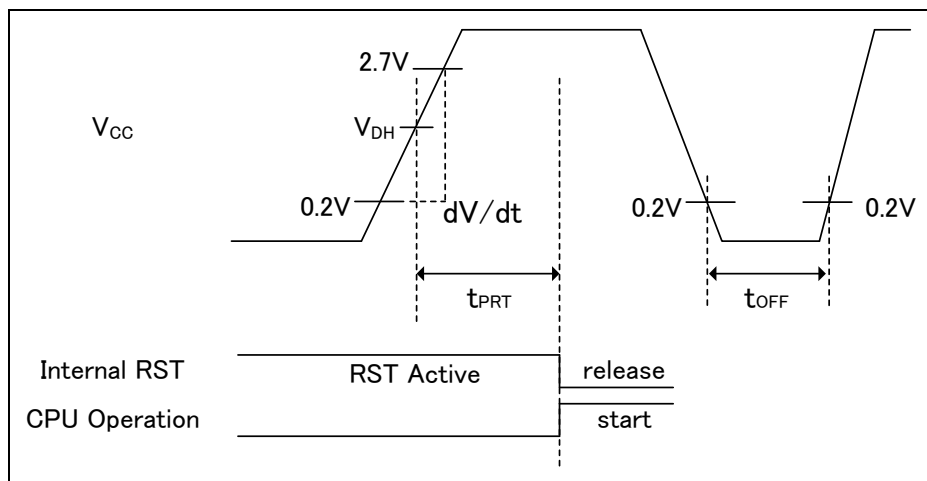 2.7V
VCC
VDH
0.2V
dV/dt
0.2V
0.2V
tPRT
tOFF
Internal RST
RST Active
release
CPU Operation
start